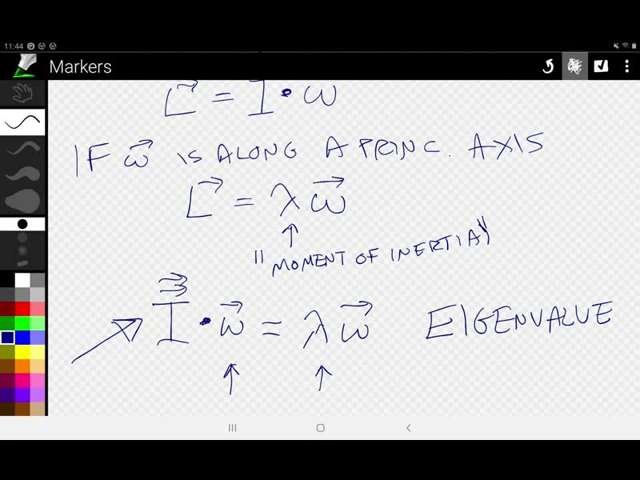 11:44
Markers
L⃗ = I • ω
IF ω⃗ IS ALONG A PRINC. AXIS
L⃗ = λ ω⃗
"MOMENT OF INERTIA"
I • ω⃗ = λ ω⃗ EIGENVALUE